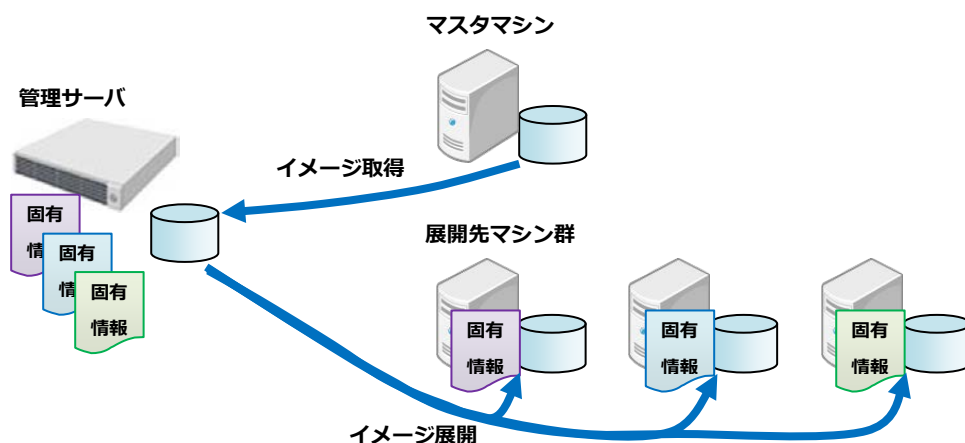 マスタマシン
管理サーバ
イメージ取得
固有
情
固有
情
固有
情報
展開先マシン群
固有
情報
固有
情報
固有
情報
イメージ展開